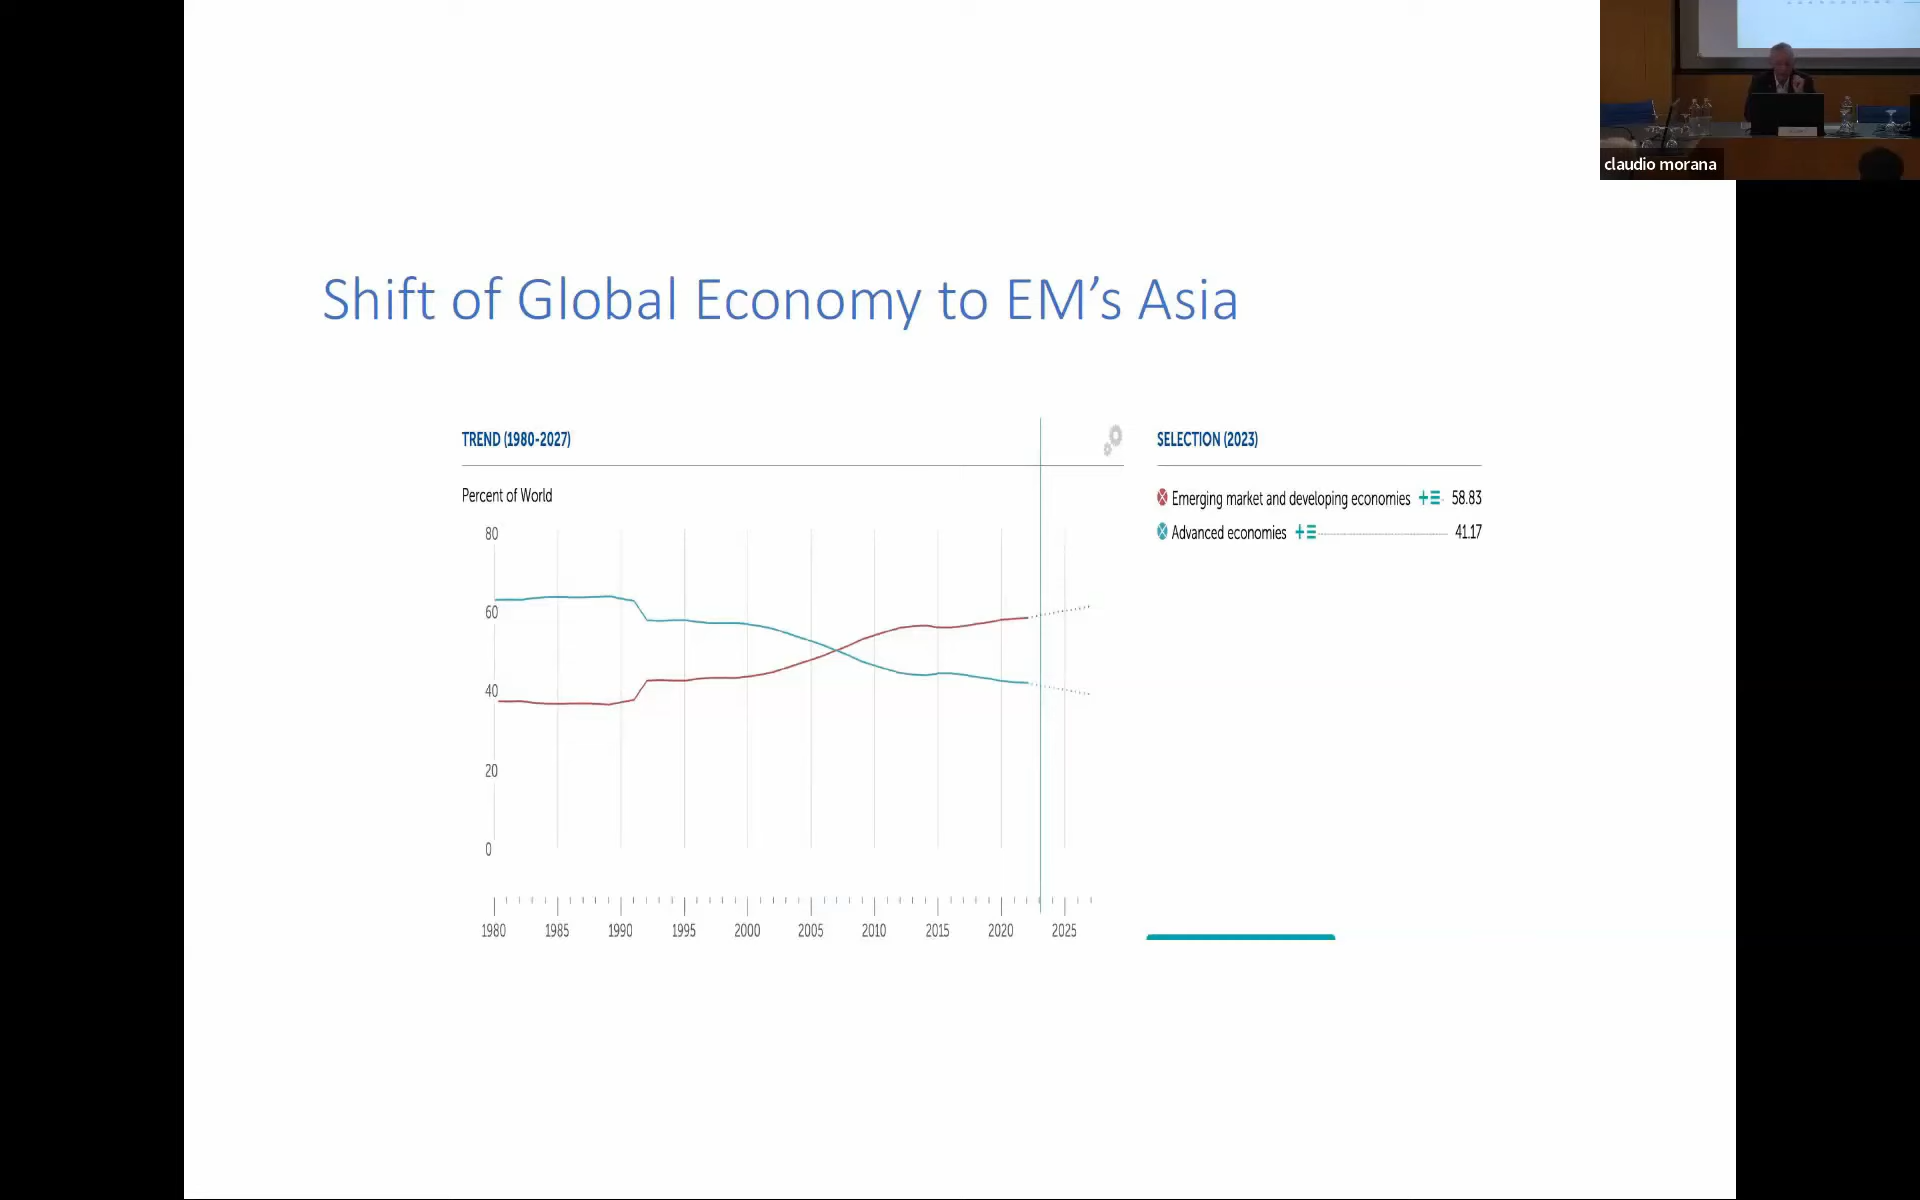 claudio morana
Shift of Global Economy to EM’s Asia
TREND (1980-2027)
Percent of World
80
60
40
20
0
1980 1985 1990 1995 2000 2005 2010 2015 2020 2025
SELECTION (2023)
Emerging market and developing economies 58.83
Advanced economies 41.17